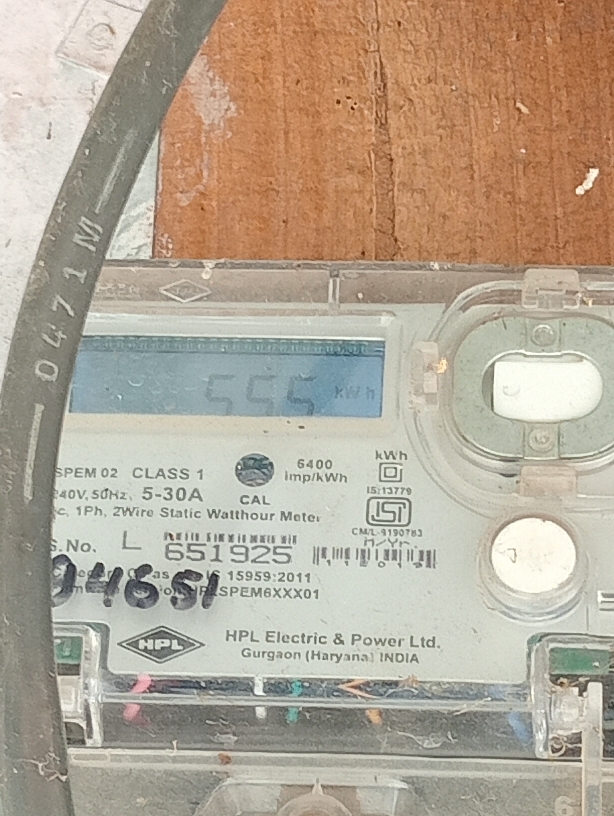 0471M
555 kWh
SPEM 02 CLASS 1
6400
imp/kWh
kWh
240V, 50Hz, 5-30A
CAL
IS:13779
1Ph, 2Wire Static Watthour Meter
CM/L-9190783
S.No. L 651925
M/Yr.
15959:2011
04651
SPEM6XXX01
HPL
HPL Electric & Power Ltd.
Gurgaon (Haryana) INDIA